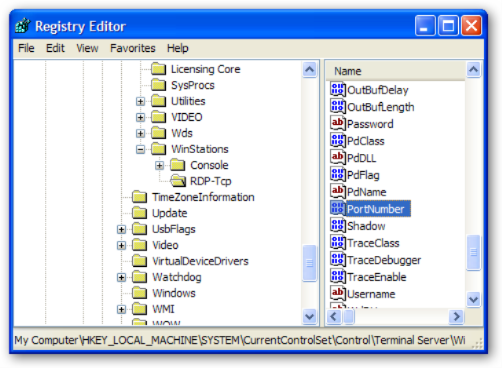 Registry Editor
File Edit View Favorites Help
Licensing Core
SysProcs
Utilities
VIDEO
Wds
WinStations
Console
RDP-Tcp
TimeZoneInformation
Update
UsbFlags
Video
VirtualDeviceDrivers
Watchdog
Windows
WMI
WOW
Name
OutBufDelay
OutBufLength
Password
PdClass
PdDLL
PdFlag
PdName
PortNumber
Shadow
TraceClass
TraceDebugger
TraceEnable
Username
My Computer\HKEY_LOCAL_MACHINE\SYSTEM\CurrentControlSet\Control\Terminal Server\Wi